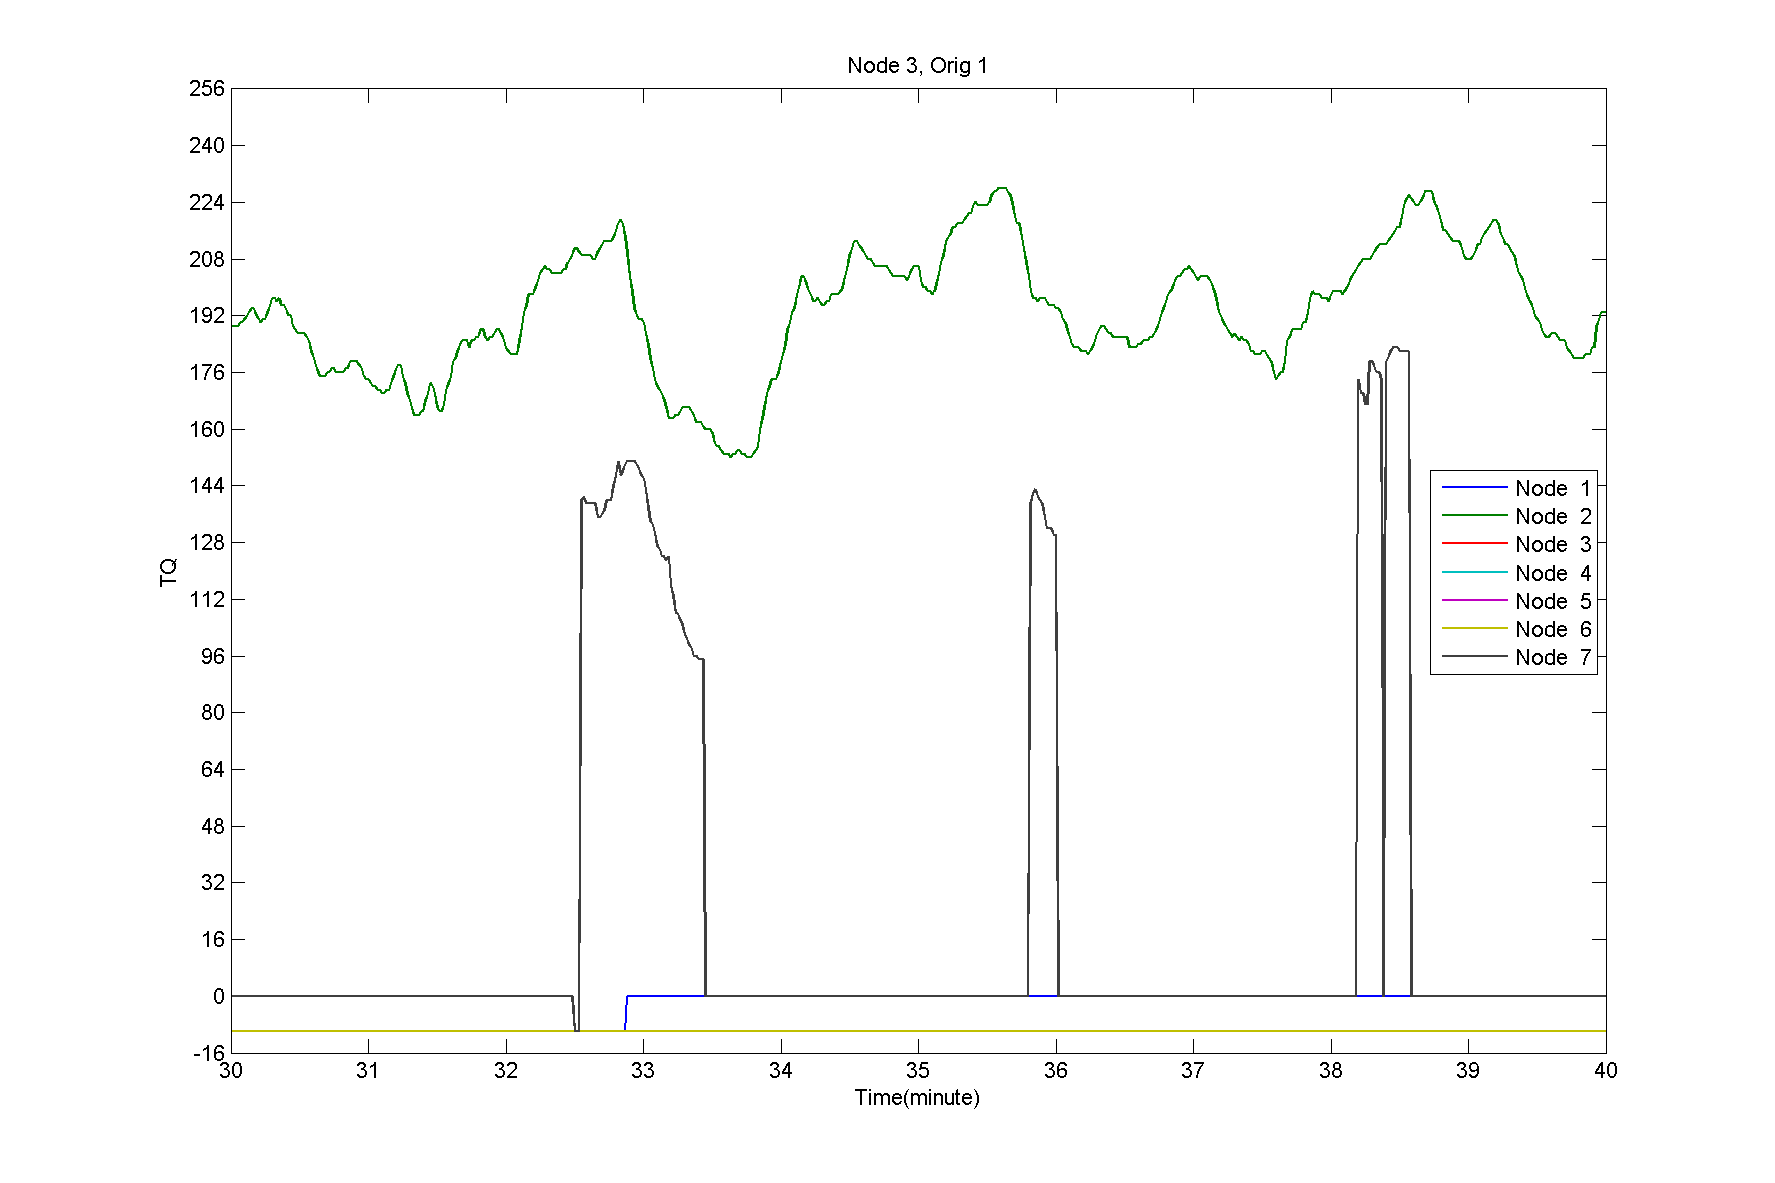 Node 3, Orig 1
256
240
224
208
192
176
160
144
128
112
96
80
64
48
32
16
0
-16
TQ
Node 1
Node 2
Node 3
Node 4
Node 5
Node 6
Node 7
30 31 32 33 34 35 36 37 38 39 40
Time(minute)